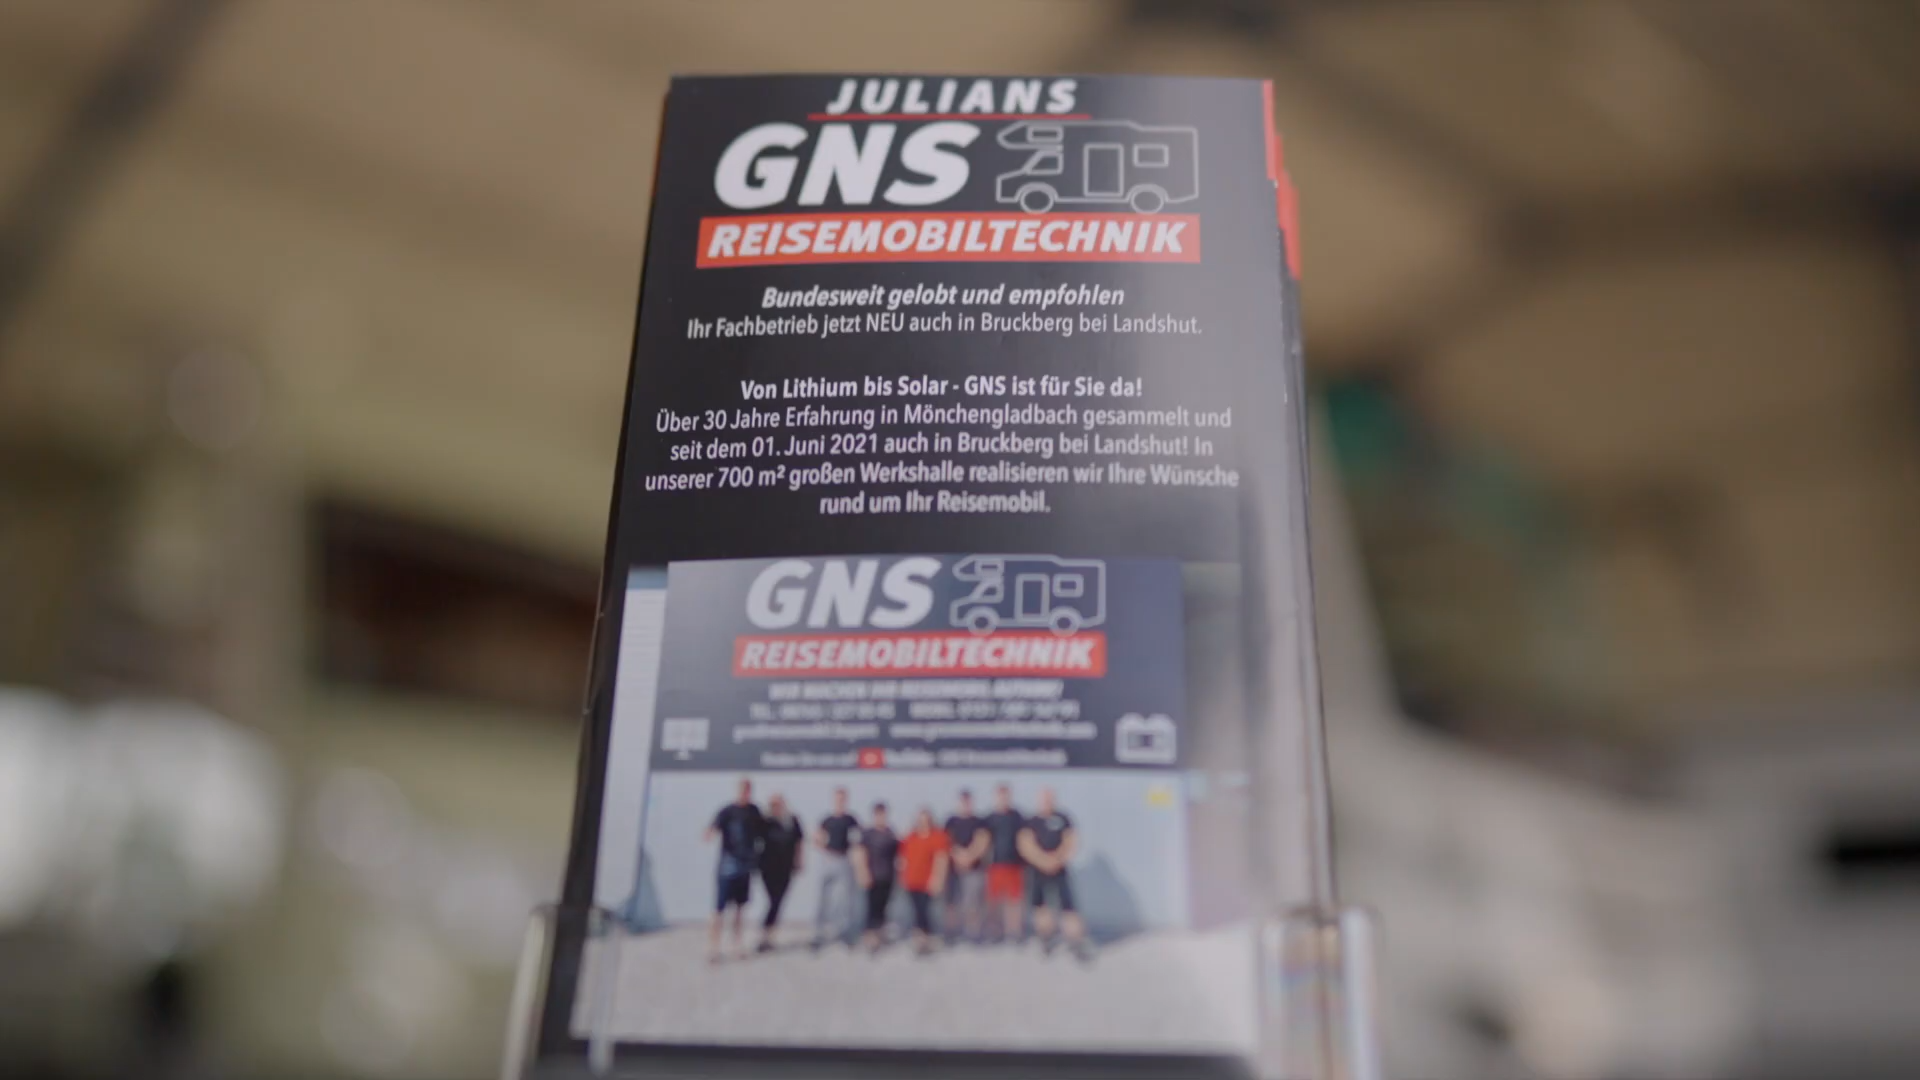 JULIANS
GNS
REISEMOBILTECHNIK
Bundesweit gelobt und empfohlen
Ihr Fachbetrieb jetzt NEU auch in Bruckberg bei Landshut.
Von Lithium bis Solar - GNS ist für Sie da!
Über 30 Jahre Erfahrung in Mönchengladbach gesammelt und
seit dem 01. Juni 2021 auch in Bruckberg bei Landshut! In
unserer 700 m² großen Werkshalle realisieren wir Ihre Wünsche
rund um Ihr Reisemobil.
GNS
REISEMOBILTECHNIK